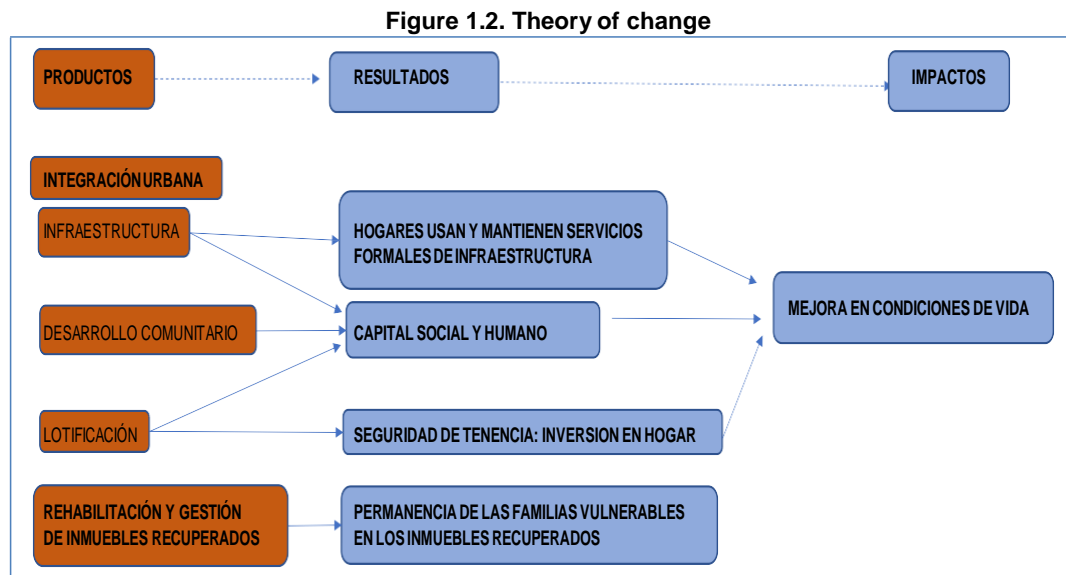 Figure 1.2. Theory of change
PRODUCTOS
RESULTADOS
IMPACTOS
INTEGRACIÓN URBANA
INFRAESTRUCTURA
HOGARES USAN Y MANTIENEN SERVICIOS
FORMALES DE INFRAESTRUCTURA
MEJORA EN CONDICIONES DE VIDA
DESARROLLO COMUNITARIO
CAPITAL SOCIAL Y HUMANO
LOTIFICACIÓN
SEGURIDAD DE TENENCIA: INVERSION EN HOGAR
REHABILITACIÓN Y GESTIÓN
DE INMUEBLES RECUPERADOS
PERMANENCIA DE LAS FAMILIAS VULNERABLES
EN LOS INMUEBLES RECUPERADOS